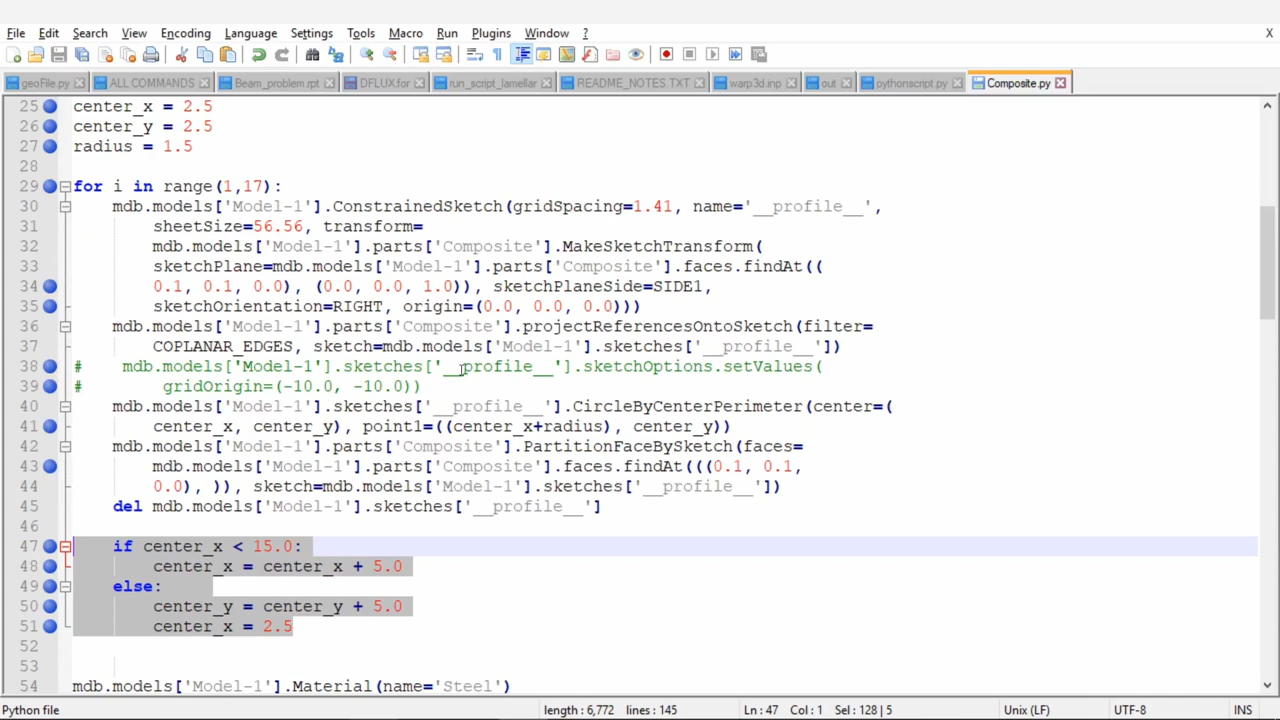 File Edit Search View Encoding Language Settings Tools Macro Run Plugins Window ? X
geoFile.py ALL COMMANDS Beam_problem.rpt DFLUX.for run_script_lamellar README_NOTES.TXT warp3d.inp out pythonscript.py Composite.py
25 center_x = 2.5
26 center_y = 2.5
27 radius = 1.5
28
29 for i in range(1,17):
30 mdb.models['Model-1'].ConstrainedSketch(gridSpacing=1.41, name='__profile__',
31 sheetSize=56.56, transform=
32 mdb.models['Model-1'].parts['Composite'].MakeSketchTransform(
33 sketchPlane=mdb.models['Model-1'].parts['Composite'].faces.findAt((
34 0.1, 0.1, 0.0), (0.0, 0.0, 1.0)), sketchPlaneSide=SIDE1,
35 sketchOrientation=RIGHT, origin=(0.0, 0.0, 0.0)))
36 mdb.models['Model-1'].parts['Composite'].projectReferencesOntoSketch(filter=
37 COPLANAR_EDGES, sketch=mdb.models['Model-1'].sketches['__profile__'])
38 # mdb.models['Model-1'].sketches['__profile__'].sketchOptions.setValues(
39 # gridOrigin=(-10.0, -10.0))
40 mdb.models['Model-1'].sketches['__profile__'].CircleByCenterPerimeter(center=(
41 center_x, center_y), point1=((center_x+radius), center_y))
42 mdb.models['Model-1'].parts['Composite'].PartitionFaceBySketch(faces=
43 mdb.models['Model-1'].parts['Composite'].faces.findAt(((0.1, 0.1,
44 0.0), )), sketch=mdb.models['Model-1'].sketches['__profile__'])
45 del mdb.models['Model-1'].sketches['__profile__']
46
47 if center_x < 15.0:
48 center_x = center_x + 5.0
49 else:
50 center_y = center_y + 5.0
51 center_x = 2.5
52
53
54 mdb.models['Model-1'].Material(name='Steel')
Python file length : 6,772 lines : 145 Ln : 47 Col : 1 Sel : 128 | 5 Unix (LF) UTF-8 INS